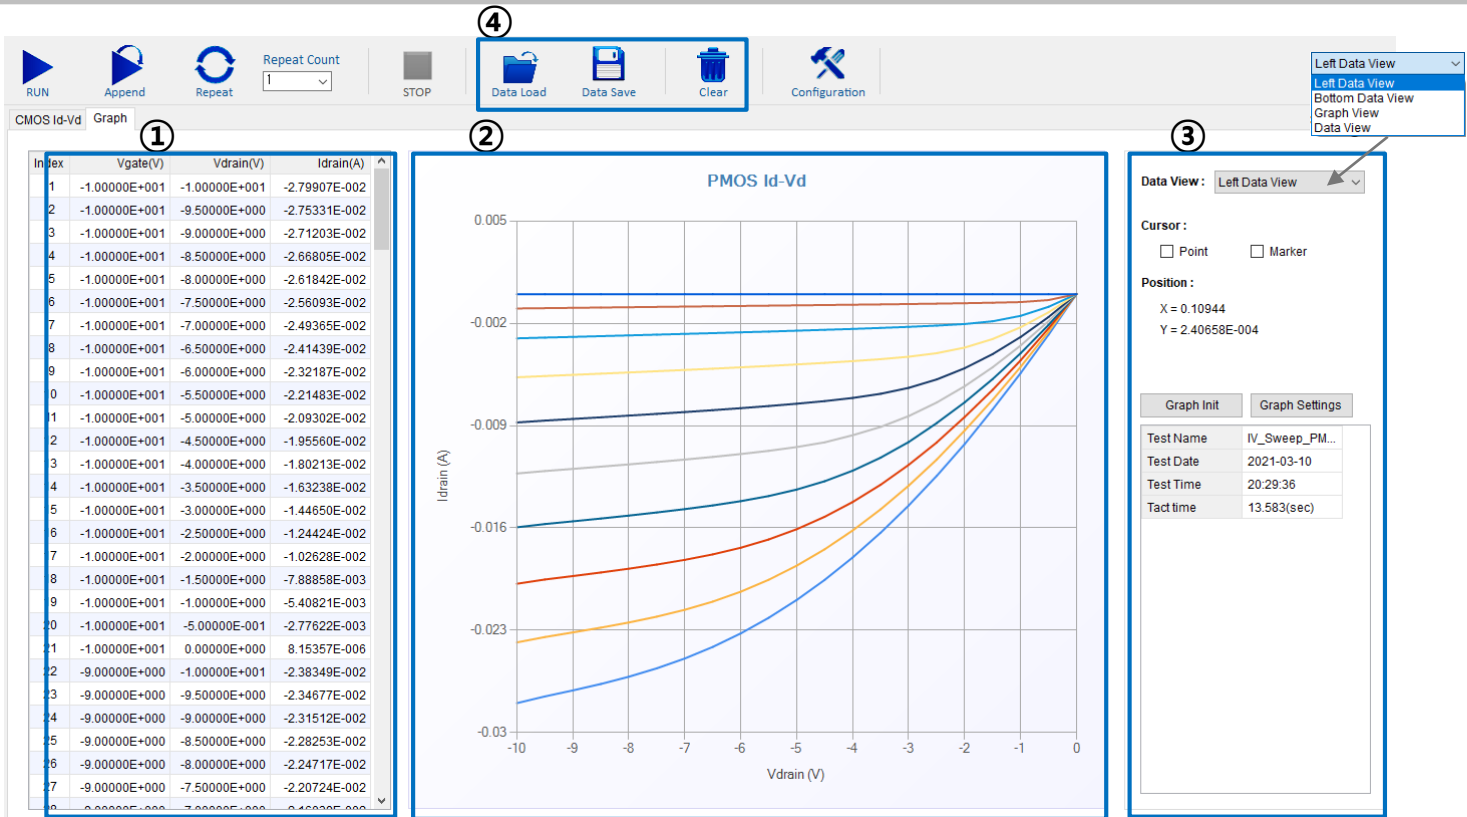 ④
RUN Append Repeat Repeat Count 1 STOP Data Load Data Save Clear Configuration
Left Data View
Left Data View
Bottom Data View
Graph View
Data View
CMOS Id-Vd Graph
① ② ③
Index Vgate(V) Vdrain(V) Idrain(A)
1 -1.00000E+001 -1.00000E+001 -2.79907E-002
2 -1.00000E+001 -9.50000E+000 -2.75331E-002
3 -1.00000E+001 -9.00000E+000 -2.71203E-002
4 -1.00000E+001 -8.50000E+000 -2.66805E-002
5 -1.00000E+001 -8.00000E+000 -2.61842E-002
6 -1.00000E+001 -7.50000E+000 -2.56093E-002
7 -1.00000E+001 -7.00000E+000 -2.49365E-002
8 -1.00000E+001 -6.50000E+000 -2.41439E-002
9 -1.00000E+001 -6.00000E+000 -2.32187E-002
10 -1.00000E+001 -5.50000E+000 -2.21483E-002
11 -1.00000E+001 -5.00000E+000 -2.09302E-002
12 -1.00000E+001 -4.50000E+000 -1.95560E-002
13 -1.00000E+001 -4.00000E+000 -1.80213E-002
14 -1.00000E+001 -3.50000E+000 -1.63238E-002
15 -1.00000E+001 -3.00000E+000 -1.44650E-002
16 -1.00000E+001 -2.50000E+000 -1.24424E-002
17 -1.00000E+001 -2.00000E+000 -1.02628E-002
18 -1.00000E+001 -1.50000E+000 -7.88858E-003
19 -1.00000E+001 -1.00000E+000 -5.40821E-003
20 -1.00000E+001 -5.00000E-001 -2.77622E-003
21 -1.00000E+001 0.00000E+000 8.15357E-006
22 -9.00000E+000 -1.00000E+001 -2.38349E-002
23 -9.00000E+000 -9.50000E+000 -2.34677E-002
24 -9.00000E+000 -9.00000E+000 -2.31512E-002
25 -9.00000E+000 -8.50000E+000 -2.28253E-002
26 -9.00000E+000 -8.00000E+000 -2.24717E-002
27 -9.00000E+000 -7.50000E+000 -2.20724E-002
PMOS Id-Vd
0.005
-0.002
-0.009
-0.016
-0.023
-0.03
Idrain (A)
-10 -9 -8 -7 -6 -5 -4 -3 -2 -1 0
Vdrain (V)
Data View : Left Data View
Cursor :
Point Marker
Position :
X = 0.10944
Y = 2.40658E-004
Graph Init Graph Settings
Test Name IV_Sweep_PM...
Test Date 2021-03-10
Test Time 20:29:36
Tact time 13.583(sec)